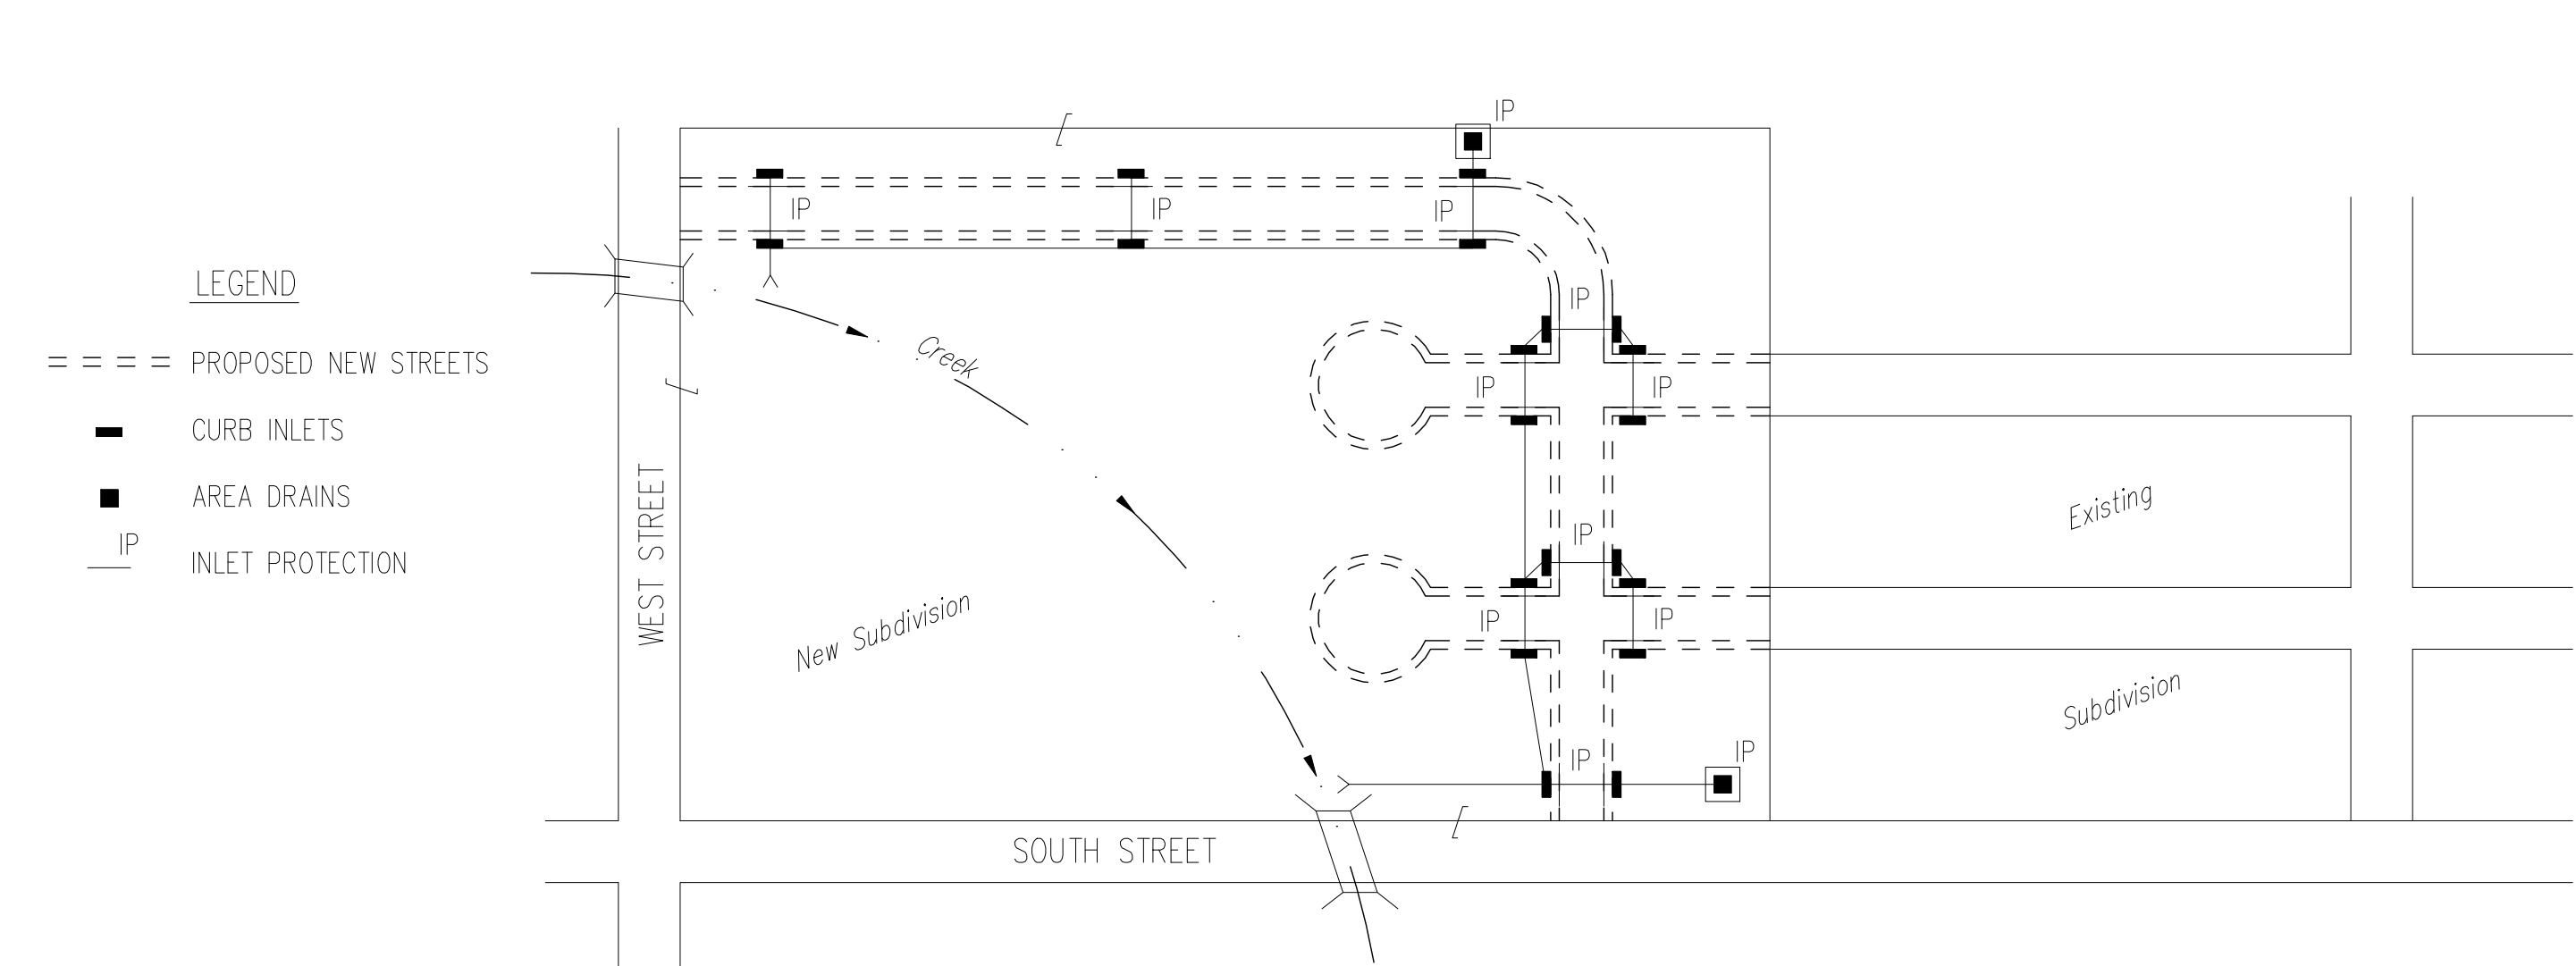 IP
IP
IP
IP
LEGEND
IP
Creek
PROPOSED NEW STREETS
IP
IP
CURB INLETS
AREA DRAINS
Existing
IP
IP
INLET PROTECTION
WEST STREET
New Subdivision
IP
IP
Subdivision
IP
IP
SOUTH STREET